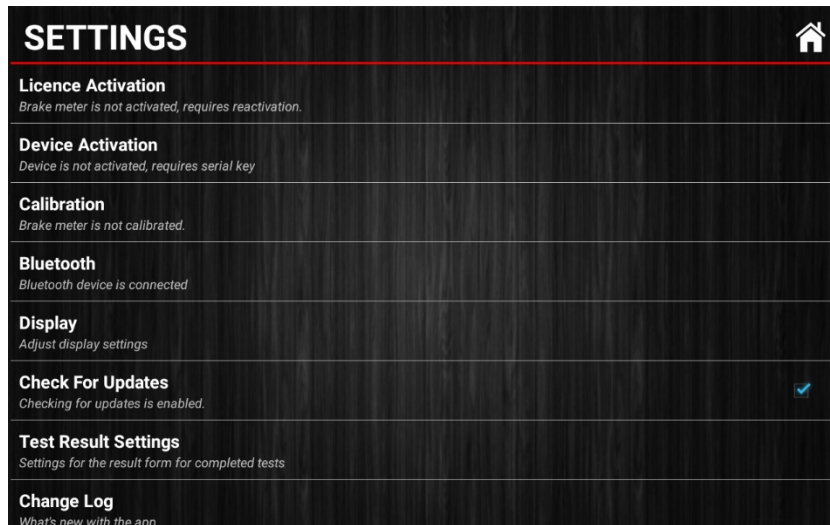 SETTINGS
Licence Activation
Brake meter is not activated, requires reactivation.
Device Activation
Device is not activated, requires serial key
Calibration
Brake meter is not calibrated.
Bluetooth
Bluetooth device is connected
Display
Adjust display settings
Check For Updates
Checking for updates is enabled.
Test Result Settings
Settings for the result form for completed tests
Change Log
What's new with the app